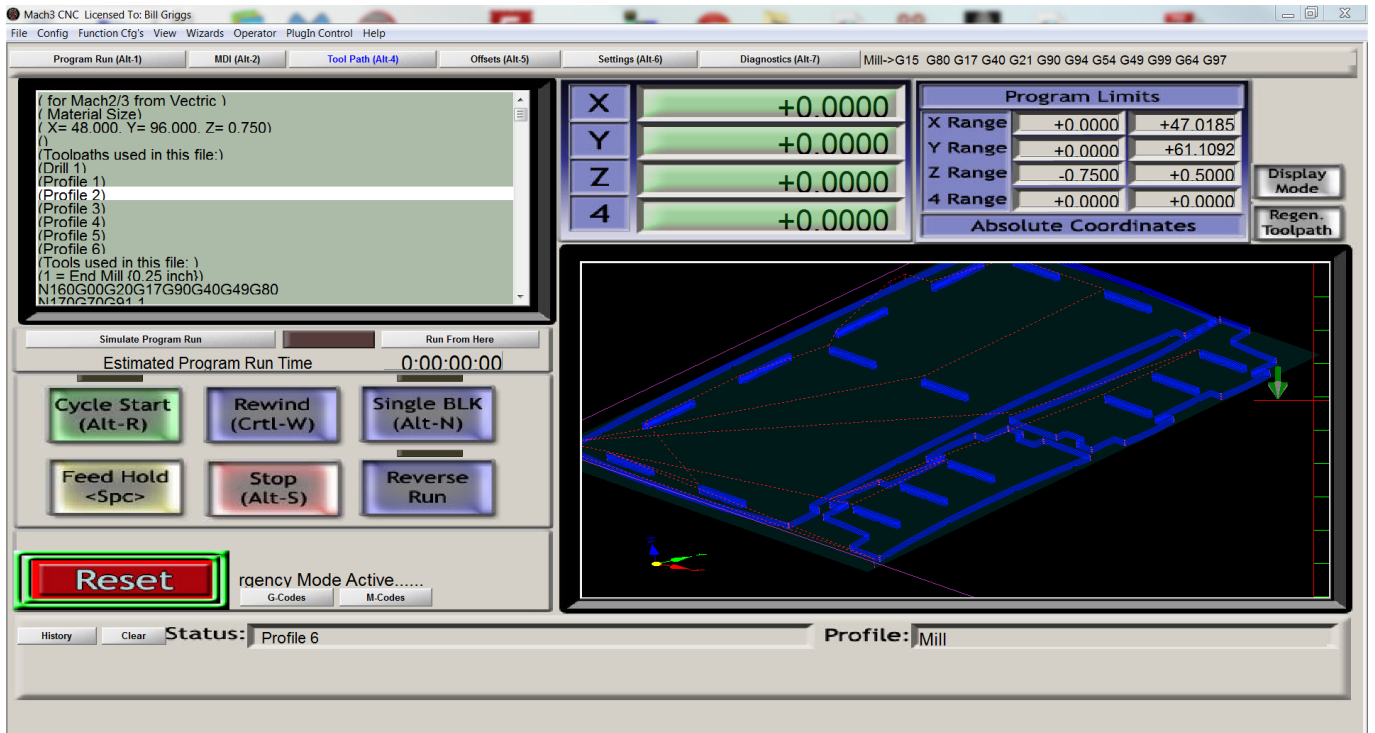 Mach3 CNC Licensed To: Bill Griggs
File Config Function Cfg's View Wizards Operator PlugIn Control Help
Program Run (Alt-1) MDI (Alt-2) Tool Path (Alt-4) Offsets (Alt-5) Settings (Alt-6) Diagnostics (Alt-7) Mill->G15 G80 G17 G40 G21 G90 G94 G54 G49 G99 G64 G97
( for Mach2/3 from Vectric )
( Material Size)
( X= 48.000, Y= 96.000, Z= 0.750)
()
(Toolpaths used in this file:)
(Drill 1)
(Profile 1)
(Profile 2)
(Profile 3)
(Profile 4)
(Profile 5)
(Profile 6)
(Tools used in this file: )
(1 = End Mill {0.25 inch})
N160G00G20G17G90G40G49G80
N170G70G91.1
X +0.0000
Y +0.0000
Z +0.0000
4 +0.0000
Program Limits
X Range +0.0000 +47.0185
Y Range +0.0000 +61.1092
Z Range -0.7500 +0.5000
4 Range +0.0000 +0.0000
Absolute Coordinates
Display
Mode
Regen.
Toolpath
Simulate Program Run Run From Here
Estimated Program Run Time 0:00:00:00
Cycle Start
(Alt-R)
Rewind
(Crtl-W)
Single BLK
(Alt-N)
Feed Hold
<Spc>
Stop
(Alt-S)
Reverse
Run
Reset
rgency Mode Active......
G-Codes M-Codes
History Clear Status: Profile 6 Profile: Mill